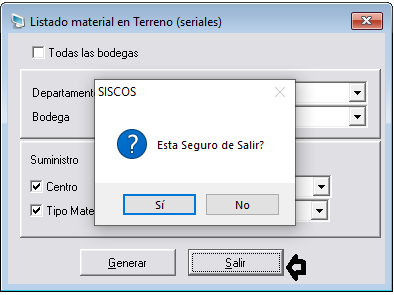 Listado material en Terreno (seriales)
Todas las bodegas
SISCOS
Departamento
Bodega
Esta Seguro de Salir?
Suministro
Centro
Tipo Mate
Sí
No
Generar
Salir